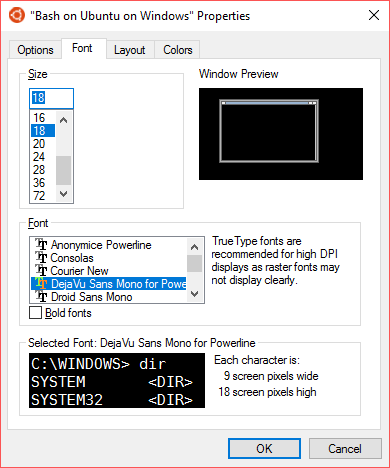 "Bash on Ubuntu on Windows" Properties
Options
Font
Layout
Colors
Size
Window Preview
18
16
18
20
24
28
36
72
Font
Anonymice Powerline
Consolas
Courier New
DejaVu Sans Mono for Powe
Droid Sans Mono
TrueType fonts are
recommended for high DPI
displays as raster fonts may
not display clearly.
Bold fonts
Selected Font: DejaVu Sans Mono for Powerline
C:\WINDOWS> dir
SYSTEM <DIR>
SYSTEM32 <DIR>
Each character is:
9 screen pixels wide
18 screen pixels high
OK
Cancel